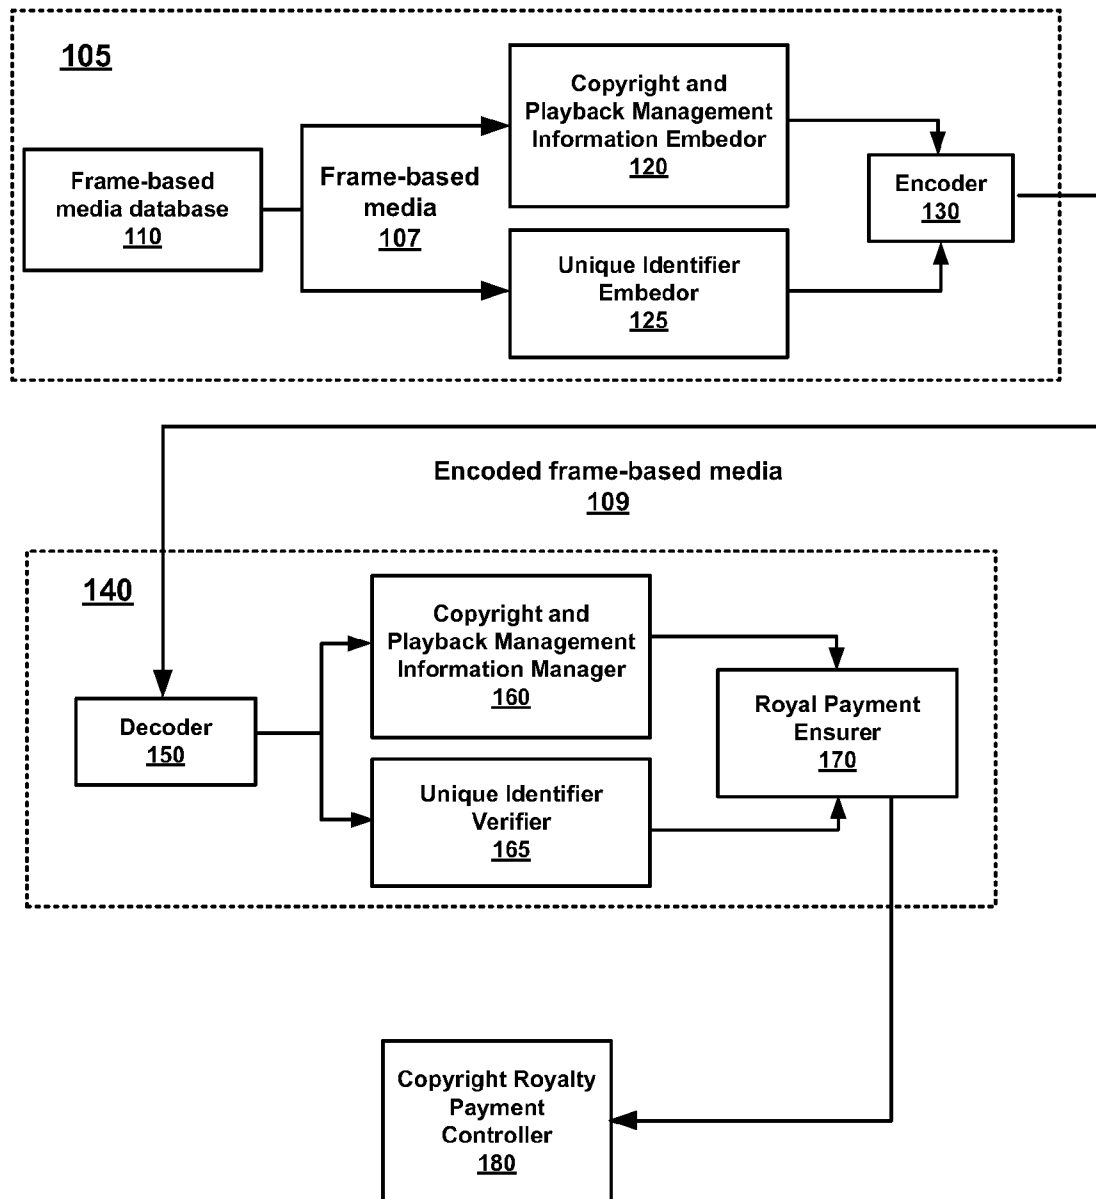 105
Frame-based
media database
110
Frame-based
media
107
Copyright and
Playback Management
Information Embedor
120
Unique Identifier
Embedor
125
Encoder
130
Encoded frame-based media
109
140
Decoder
150
Copyright and
Playback Management
Information Manager
160
Unique Identifier
Verifier
165
Royal Payment
Ensurer
170
Copyright Royalty
Payment
Controller
180